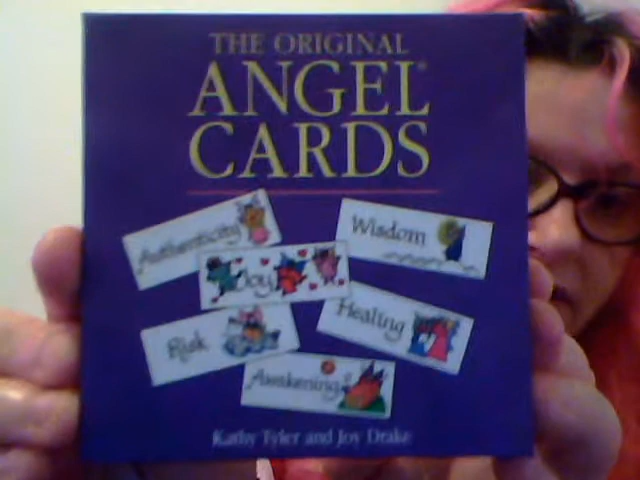 THE ORIGINAL
ANGEL®
CARDS
Authenticity
Wisdom
Joy
Risk
Healing
Awakening
Kathy Tyler and Joy Drake